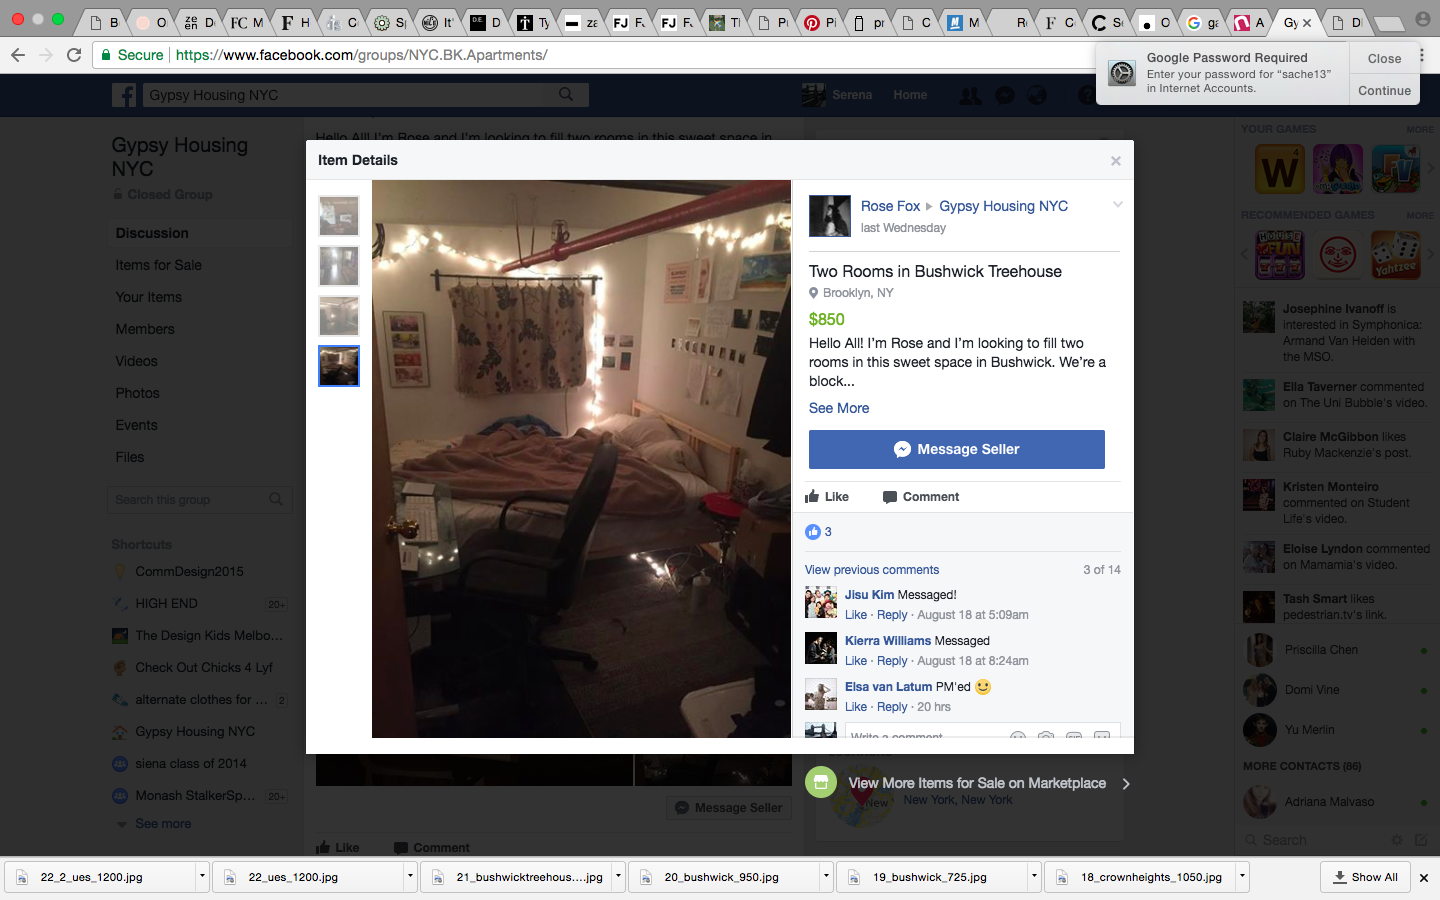 Secure
https://www.facebook.com/groups/NYC.BK.Apartments/
Google Password Required
Enter your password for “sache13”
in Internet Accounts.
Close
Continue
Gypsy Housing NYC
Serena
Home
Gypsy Housing
NYC
Closed Group
Discussion
Items for Sale
Your Items
Members
Videos
Photos
Events
Files
Search this group
Shortcuts
CommDesign2015
HIGH END
20+
The Design Kids Melbo...
Check Out Chicks 4 Lyf
alternate clothes for ...
2
Gypsy Housing NYC
siena class of 2014
Monash StalkerSp...
20+
See more
Hello All! I'm Rose and I'm looking to fill two rooms in this sweet space in
Item Details
Rose Fox
Gypsy Housing NYC
last Wednesday
Two Rooms in Bushwick Treehouse
Brooklyn, NY
$850
Hello All! I’m Rose and I’m looking to fill two
rooms in this sweet space in Bushwick. We’re a
block...
See More
Message Seller
Like
Comment
3
View previous comments
3 of 14
Jisu Kim Messaged!
Like · Reply · August 18 at 5:09am
Kierra Williams Messaged
Like · Reply · August 18 at 8:24am
Elsa van Latum PM'ed
Like · Reply · 20 hrs
Write a comment...
View More Items for Sale on Marketplace
New
New York, New York
Message Seller
Like
Comment
YOUR GAMES
MORE
RECOMMENDED GAMES
MORE
HOUSE
OF
FUN
Yahtzee
Josephine Ivanoff is
interested in Symphonica:
Armand Van Helden with
the MSO.
Ella Taverner commented
on The Uni Bubble's video.
Claire McGibbon likes
Ruby Mackenzie's post.
Kristen Monteiro
commented on Student
Life's video.
Eloise Lyndon commented
on Mamamia's video.
Tash Smart likes
pedestrian.tv's link.
Priscilla Chen
Domi Vine
Yu Merlin
MORE CONTACTS (86)
Adriana Malvaso
Search
22_2_ues_1200.jpg
22_ues_1200.jpg
21_bushwicktreehous....jpg
20_bushwick_950.jpg
19_bushwick_725.jpg
18_crownheights_1050.jpg
Show All